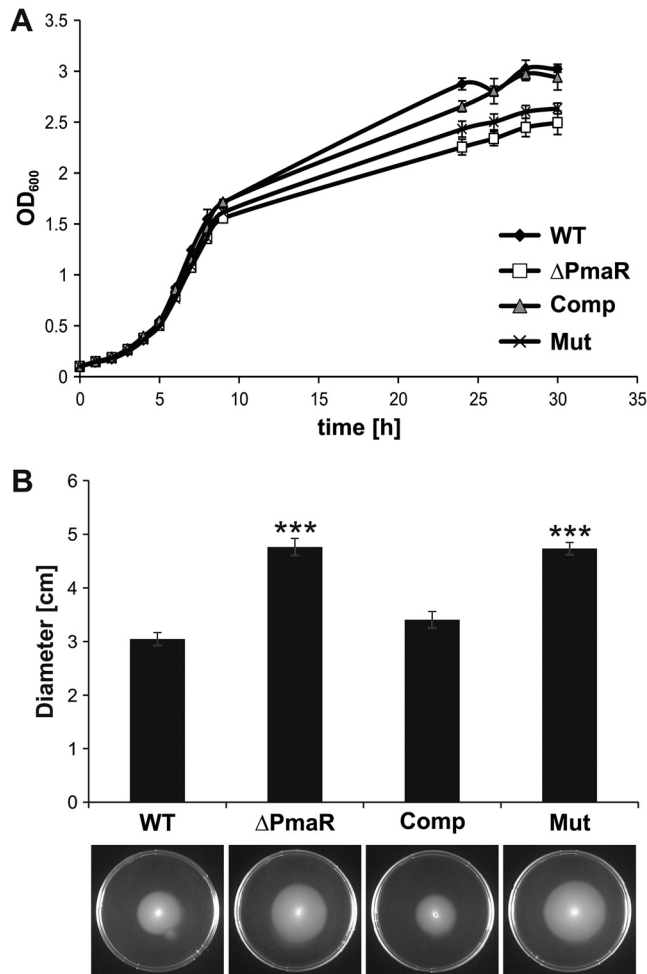 A
3.5
3
2.5
2
1.5
1
0.5
0
OD600
WT
ΔPmaR
Comp
Mut
0 5 10 15 20 25 30 35
time [h]
B
6
5
4
3
2
1
0
Diameter [cm]
*** ***
WT ΔPmaR Comp Mut